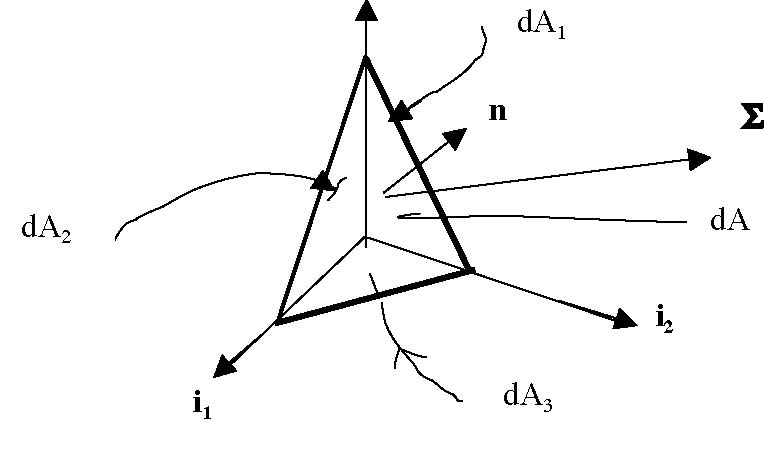 dA₁
n
Σ
dA₂
dA
i₂
i₁
dA₃